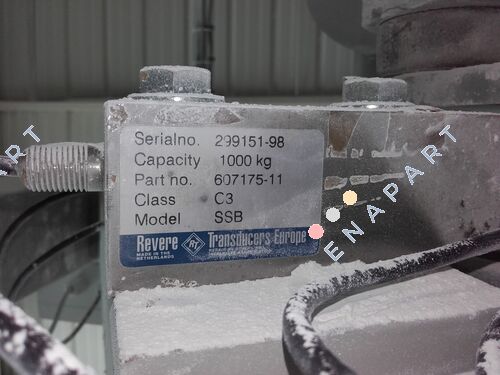 Serialno. 299151-98
Capacity 1000 kg
Part no. 607175-11
Class C3
Model SSB
Revere RT Transducers Europe
MADE IN THE
NETHERLANDS
ENAPART
ART